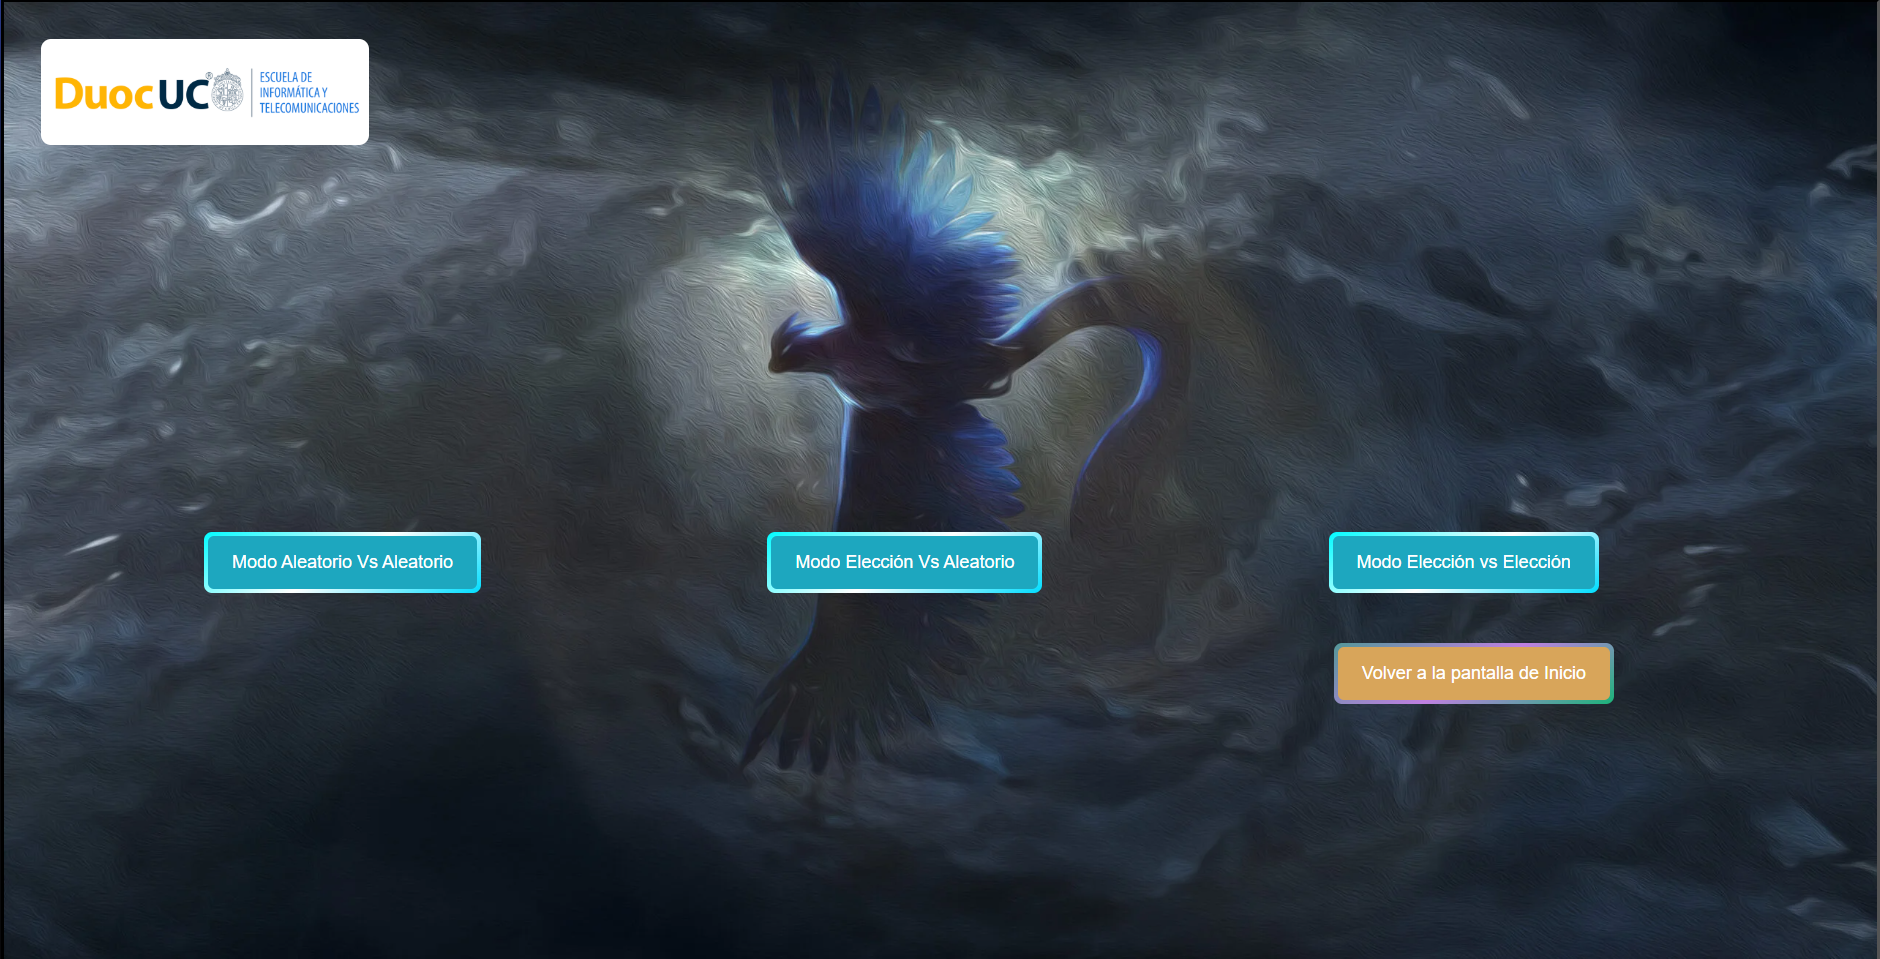 DuocUC®
ESCUELA DE
INFORMÁTICA Y
TELECOMUNICACIONES
Modo Aleatorio Vs Aleatorio
Modo Elección Vs Aleatorio
Modo Elección vs Elección
Volver a la pantalla de Inicio